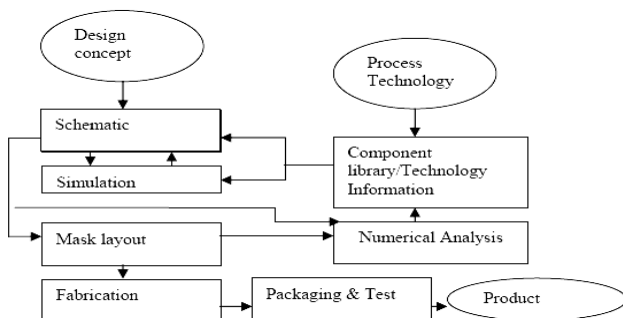 Design
concept
Process
Technology
Schematic
Component
library/Technology
Information
Simulation
Mask layout
Numerical Analysis
Fabrication
Packaging & Test
Product